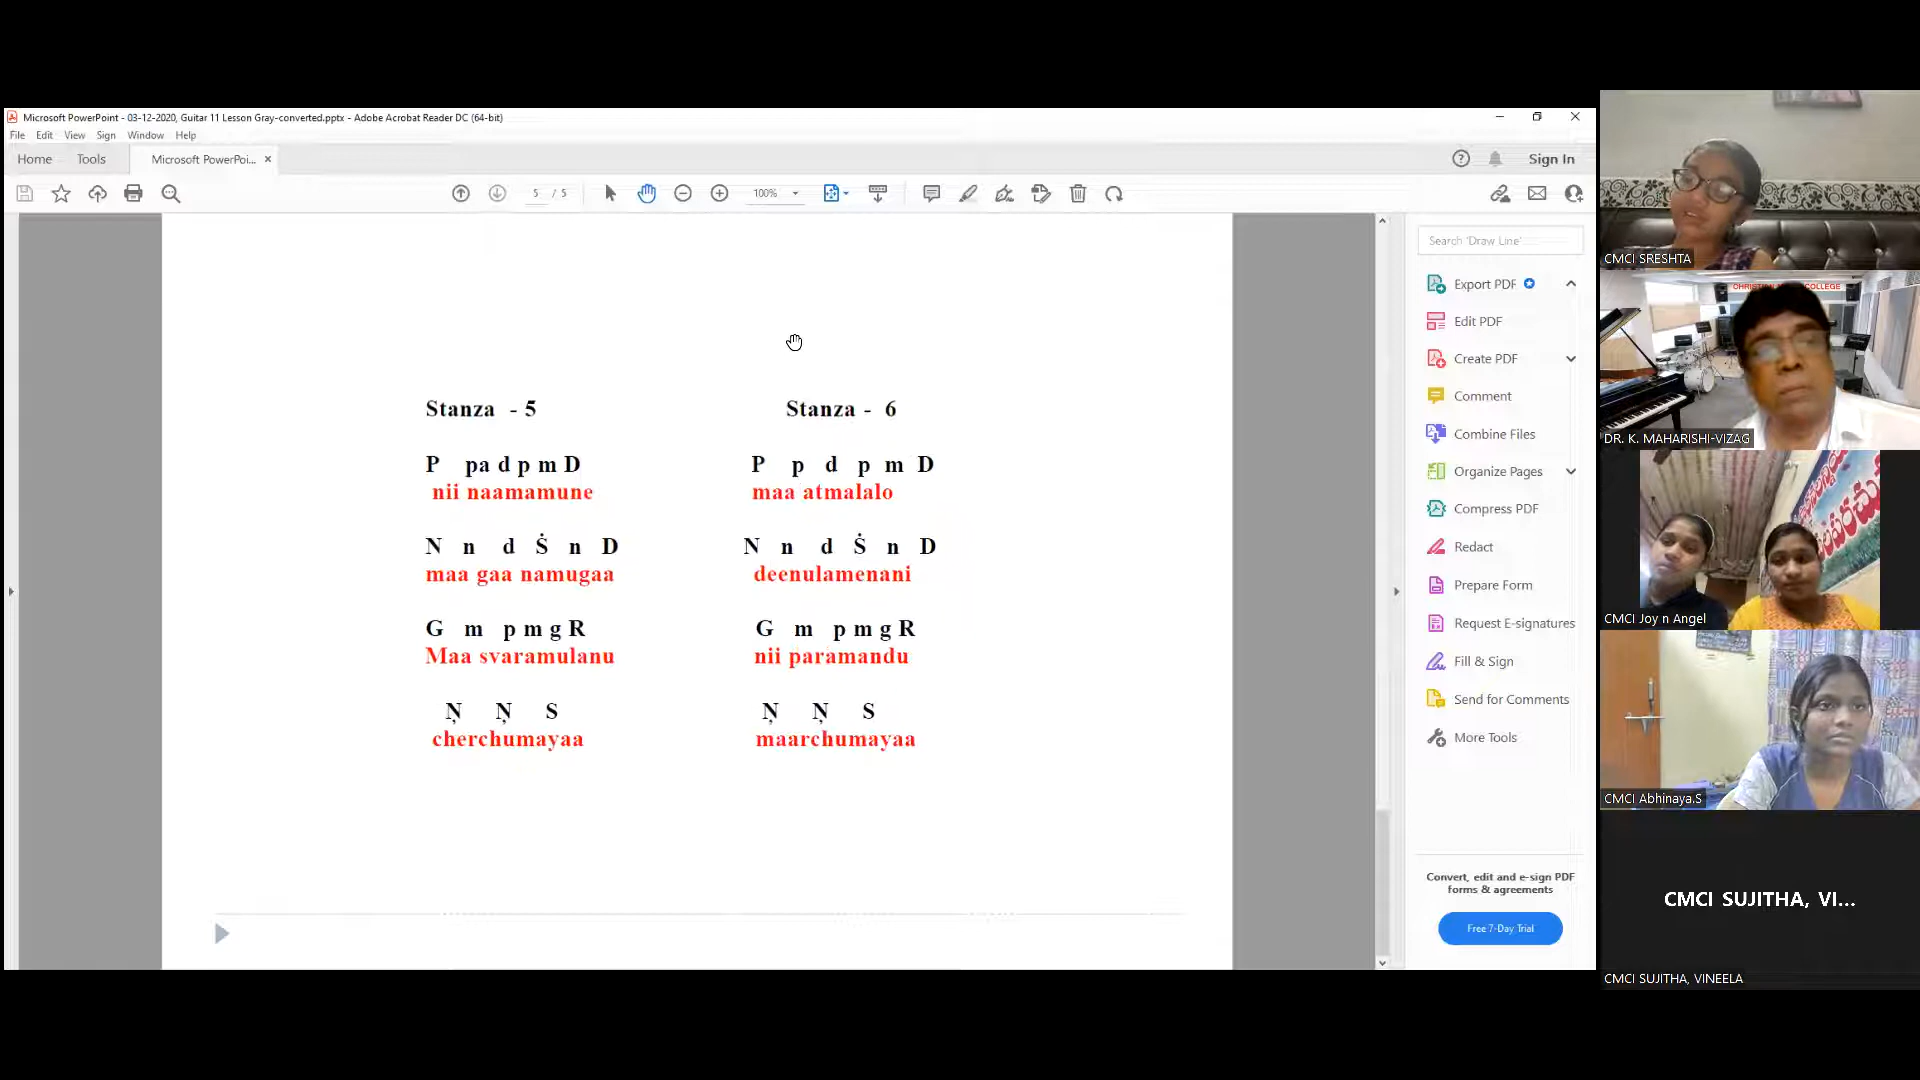 Microsoft PowerPoint - 03-12-2020, Guitar 11 Lesson Gray-converted.pptx - Adobe Acrobat Reader DC (64-bit)
File Edit View Sign Window Help
Home Tools Microsoft PowerPoi... ×
Sign In
5 / 5
100%
Search 'Draw Line'
Export PDF
Edit PDF
Create PDF
Comment
Combine Files
Organize Pages
Compress PDF
Redact
Prepare Form
Request E-signatures
Fill & Sign
Send for Comments
More Tools
Convert, edit and e-sign PDF
forms & agreements
Free 7-Day Trial
Stanza - 5
P pa d p m D
nii naamamune
N n d Ṡ n D
maa gaa namugaa
G m p m g R
Maa svaramulanu
Ṇ Ṇ S
cherchumayaa
Stanza - 6
P p d p m D
maa atmalalo
N n d Ṡ n D
deenulamenani
G m p m g R
nii paramandu
Ṇ Ṇ S
maarchumayaa
CMCI SRESHTA
DR. K. MAHARISHI-VIZAG
CMCI Joy n Angel
CMCI Abhinaya.S
CMCI SUJITHA, VI...
CMCI SUJITHA, VINEELA